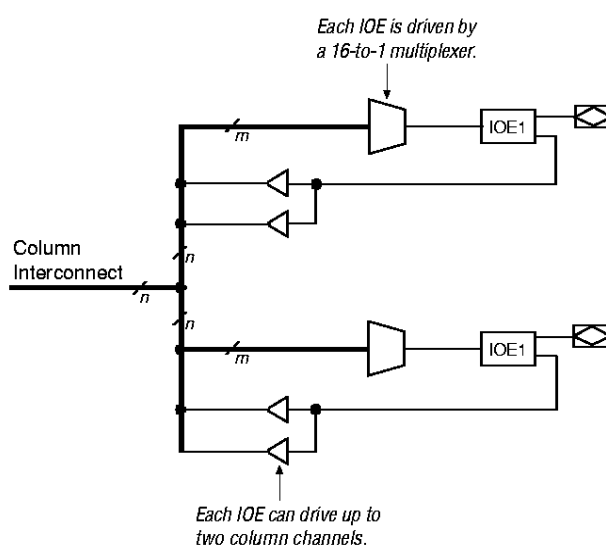 Each IOE is driven by
a 16-to-1 multiplexer.
m
IOE1
n
Column
Interconnect
n
n
m
IOE1
Each IOE can drive up to
two column channels.